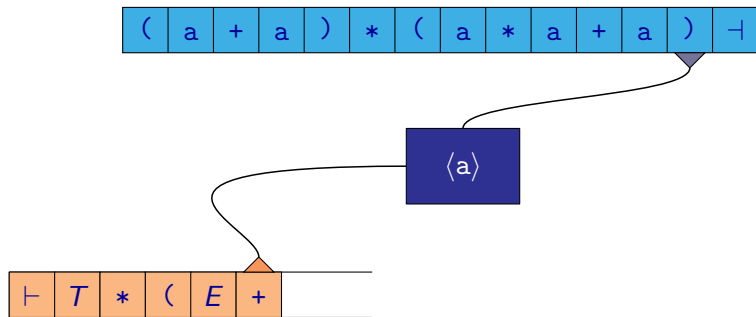 ( a + a ) * ( a * a + a ) ⊣
⟨a⟩
⊢ T * ( E +